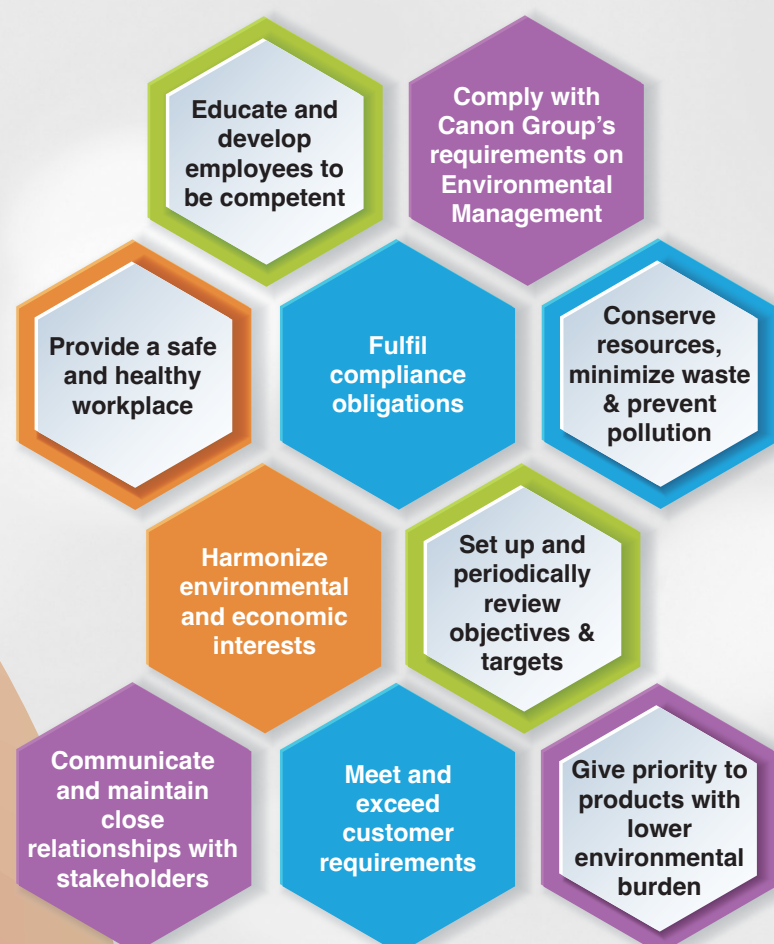 Educate and
develop
employees to
be competent
Comply with
Canon Group's
requirements on
Environmental
Management
Provide a safe
and healthy
workplace
Fulfil
compliance
obligations
Conserve
resources,
minimize waste
& prevent
pollution
Harmonize
environmental
and economic
interests
Set up and
periodically
review
objectives &
targets
Communicate
and maintain
close
relationships with
stakeholders
Meet and
exceed
customer
requirements
Give priority to
products with
lower
environmental
burden